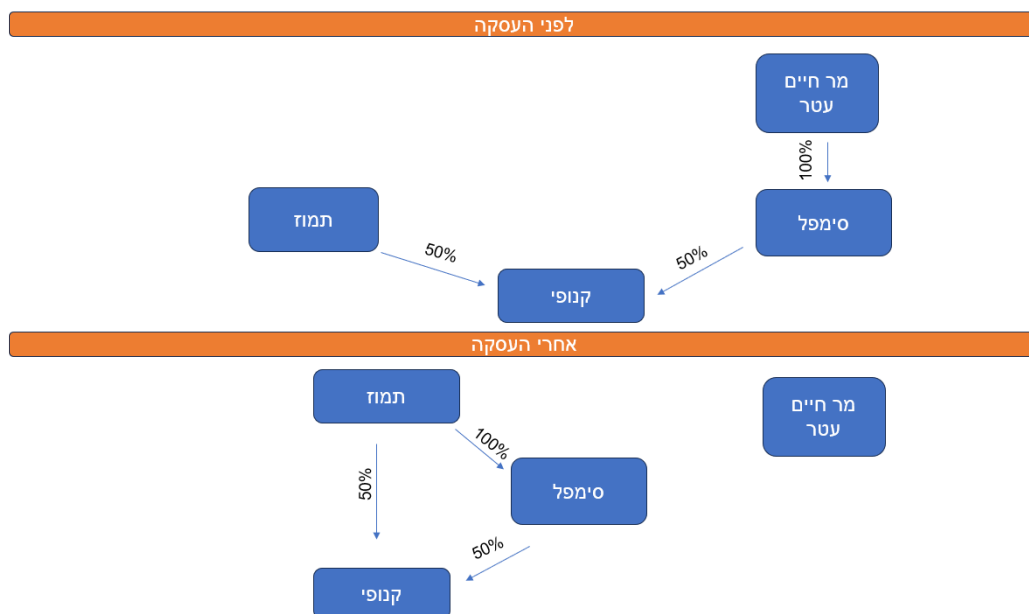 לפני העסקה
מר חיים
עטר
100%
סימפל
תמוז
50%
50%
קנופי
אחרי העסקה
מר חיים
עטר
תמוז
100%
סימפל
50%
50%
קנופי